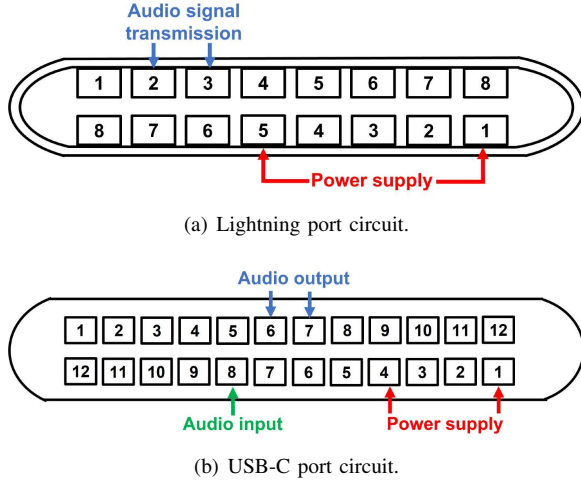 Audio signal
transmission
1 2 3 4 5 6 7 8
8 7 6 5 4 3 2 1
Power supply
(a) Lightning port circuit.
Audio output
1 2 3 4 5 6 7 8 9 10 11 12
12 11 10 9 8 7 6 5 4 3 2 1
Audio input Power supply
(b) USB-C port circuit.